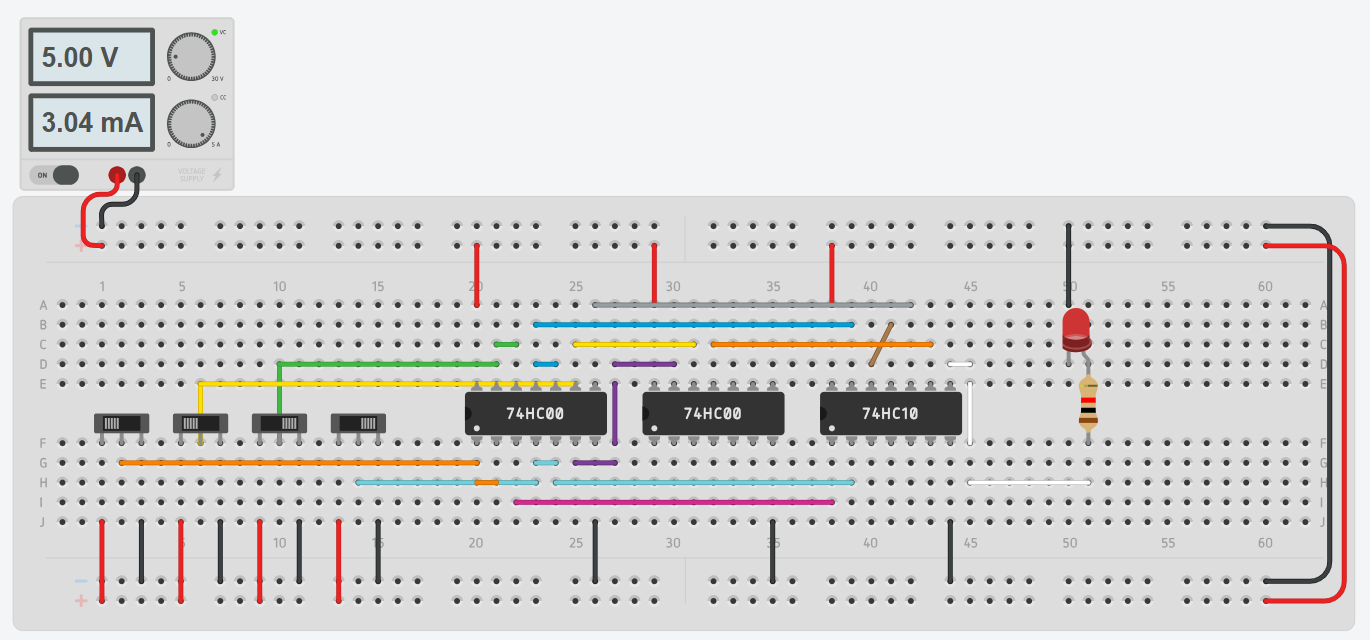 5.00 V
VC
0
30 V
3.04 mA
CC
0
5 A
ON
VOLTAGE
SUPPLY
−
+
1 5 10 15 20 25 30 35 40 45 50 55 60
A A
B B
C C
D D
E E
74HC00 74HC00 74HC10
F F
G G
H H
I I
J J
5 10 15 20 25 30 35 40 45 50 55 60
−
+